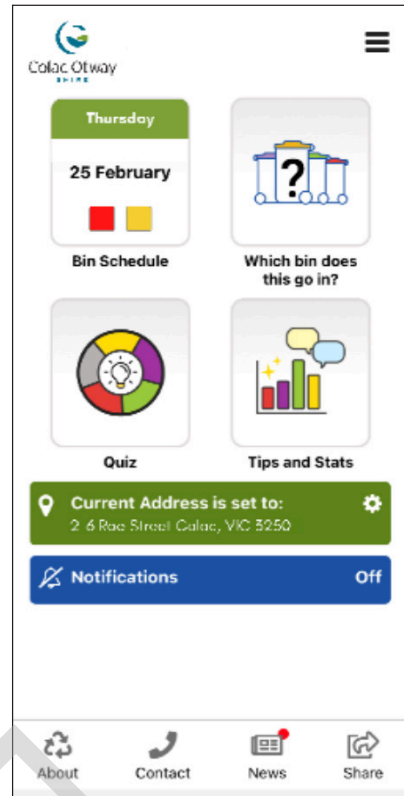 Colac Otway
SHIRE
Thursday
25 February
Bin Schedule
?
Which bin does
this go in?
Quiz
Tips and Stats
Current Address is set to:
2-6 Rae Street Colac, VIC 3250
Notifications
Off
About
Contact
News
Share